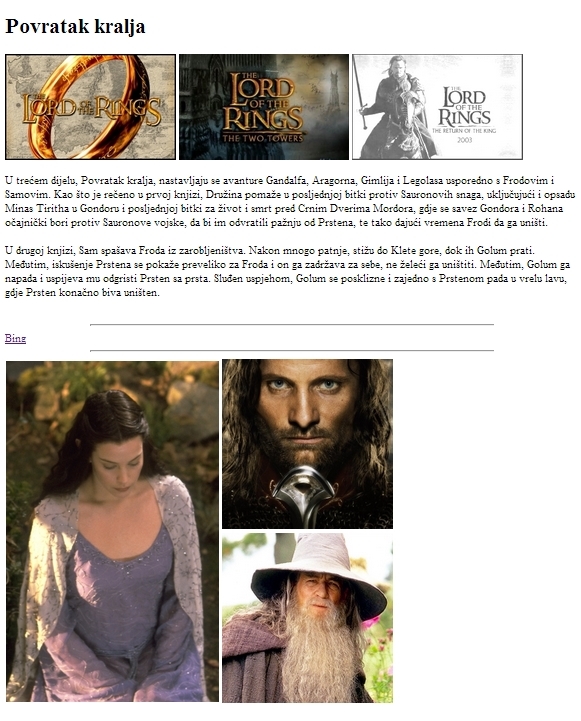 Povratak kralja
THE
LORD OF THE RINGS
THE
LORD
OF THE
RINGS
THE TWO TOWERS
THE
LORD
OF THE
RINGS
THE RETURN OF THE KING
2003
U trećem dijelu, Povratak kralja, nastavljaju se avanture Gandalfa, Aragorna, Gimlija i Legolasa usporedno s Frodovim i
Samovim. Kao što je rečeno u prvoj knjizi, Družina pomaže u posljednjoj bitki protiv Sauronovih snaga, uključujući i opsadu
Minas Tiritha u Gondoru i posljednjoj bitki za život i smrt pred Crnim Dverima Mordora, gdje se savez Gondora i Rohana
očajnički bori protiv Sauronove vojske, da bi im odvratili pažnju od Prstena, te tako dajući vremena Frodi da ga uništi.
U drugoj knjizi, Sam spašava Froda iz zarobljeništva. Nakon mnogo patnje, stižu do Klete gore, dok ih Golum prati.
Međutim, iskušenje Prstena se pokaže preveliko za Froda i on ga zadržava za sebe, ne želeći ga uništiti. Međutim, Golum ga
napada i uspijeva mu odgristi Prsten sa prsta. Sluđen uspjehom, Golum se posklizne i zajedno s Prstenom pada u vrelu lavu,
gdje Prsten konačno biva uništen.
Bing